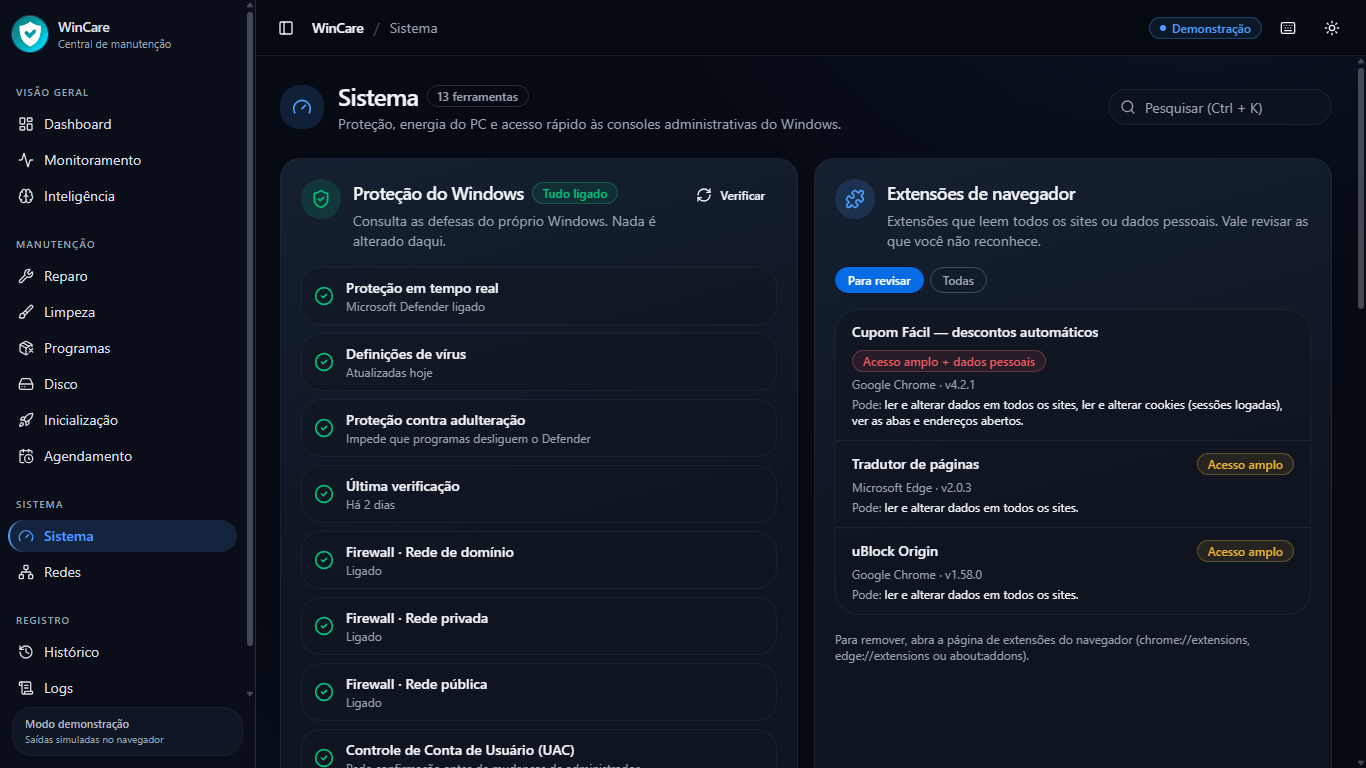 WinCare
Central de manutenção
VISÃO GERAL
Dashboard
Monitoramento
Inteligência
MANUTENÇÃO
Reparo
Limpeza
Programas
Disco
Inicialização
Agendamento
SISTEMA
Sistema
Redes
REGISTRO
Histórico
Logs
Modo demonstração
Saídas simuladas no navegador
WinCare / Sistema
Demonstração
Sistema
13 ferramentas
Proteção, energia do PC e acesso rápido às consoles administrativas do Windows.
Pesquisar (Ctrl + K)
Proteção do Windows
Tudo ligado
Verificar
Consulta as defesas do próprio Windows. Nada é
alterado daqui.
Proteção em tempo real
Microsoft Defender ligado
Definições de vírus
Atualizadas hoje
Proteção contra adulteração
Impede que programas desliguem o Defender
Última verificação
Há 2 dias
Firewall · Rede de domínio
Ligado
Firewall · Rede privada
Ligado
Firewall · Rede pública
Ligado
Controle de Conta de Usuário (UAC)
Extensões de navegador
Extensões que leem todos os sites ou dados pessoais. Vale revisar as
que você não reconhece.
Para revisar
Todas
Cupom Fácil — descontos automáticos
Acesso amplo + dados pessoais
Google Chrome · v4.2.1
Pode: ler e alterar dados em todos os sites, ler e alterar cookies (sessões logadas),
ver as abas e endereços abertos.
Tradutor de páginas
Acesso amplo
Microsoft Edge · v2.0.3
Pode: ler e alterar dados em todos os sites.
uBlock Origin
Acesso amplo
Google Chrome · v1.58.0
Pode: ler e alterar dados em todos os sites.
Para remover, abra a página de extensões do navegador (chrome://extensions,
edge://extensions ou about:addons).